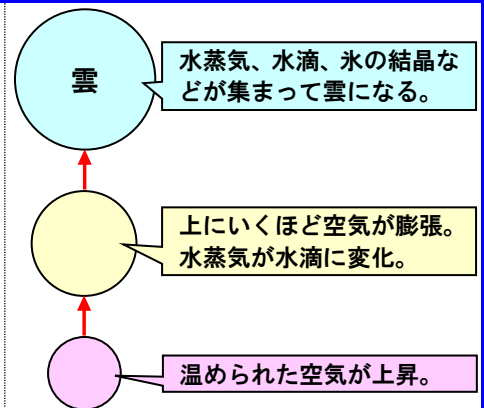 雲
水蒸気、水滴、氷の結晶な
どが集まって雲になる。
上にいくほど空気が膨張。
水蒸気が水滴に変化。
温められた空気が上昇。